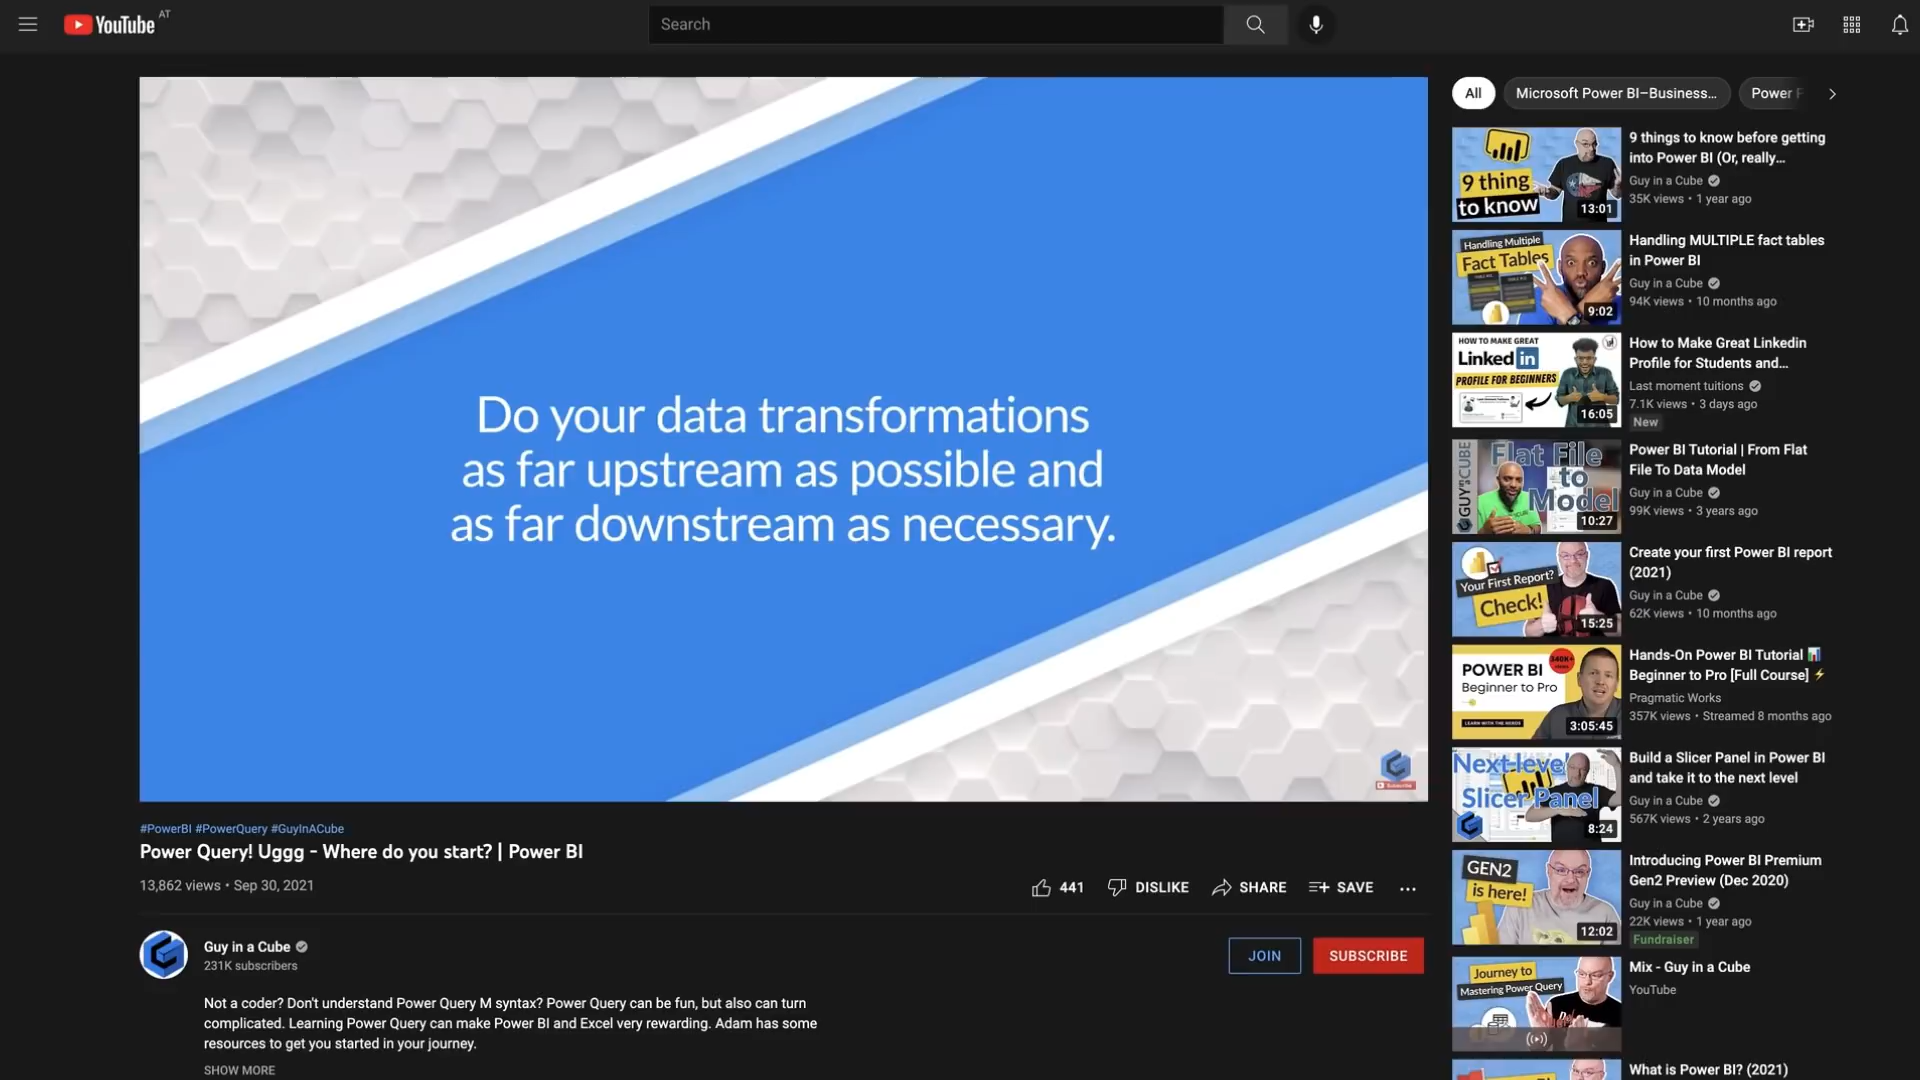 YouTube AT
Search
Do your data transformations
as far upstream as possible and
as far downstream as necessary.
Subscribe
#PowerBI #PowerQuery #GuyInACube
Power Query! Uggg - Where do you start? | Power BI
13,862 views • Sep 30, 2021
441
DISLIKE
SHARE
SAVE
Guy in a Cube
231K subscribers
JOIN
SUBSCRIBE
Not a coder? Don't understand Power Query M syntax? Power Query can be fun, but also can turn
complicated. Learning Power Query can make Power BI and Excel very rewarding. Adam has some
resources to get you started in your journey.
SHOW MORE
All
Microsoft Power BI–Business...
Power
9 thing
to know
13:01
9 things to know before getting
into Power BI (Or, really...
Guy in a Cube
35K views • 1 year ago
Handling Multiple
Fact Tables
9:02
Handling MULTIPLE fact tables
in Power BI
Guy in a Cube
94K views • 10 months ago
HOW TO MAKE GREAT
Linked in
PROFILE FOR BEGINNERS
16:05
How to Make Great Linkedin
Profile for Students and...
Last moment tuitions
7.1K views • 3 days ago
New
GUY IN A CUBE
Flat File
to
Model
10:27
Power BI Tutorial | From Flat
File To Data Model
Guy in a Cube
99K views • 3 years ago
Your First Report?
Check!
15:25
Create your first Power BI report
(2021)
Guy in a Cube
62K views • 10 months ago
POWER BI
Beginner to Pro
3:05:45
Hands-On Power BI Tutorial 📊
Beginner to Pro [Full Course] ⚡
Pragmatic Works
357K views • Streamed 8 months ago
Next-level
Slicer Panel
8:24
Build a Slicer Panel in Power BI
and take it to the next level
Guy in a Cube
567K views • 2 years ago
GEN2
is here!
12:02
Introducing Power BI Premium
Gen2 Preview (Dec 2020)
Guy in a Cube
22K views • 1 year ago
Fundraiser
Journey to
Mastering Power Query
Mix - Guy in a Cube
YouTube
What is Power BI? (2021)